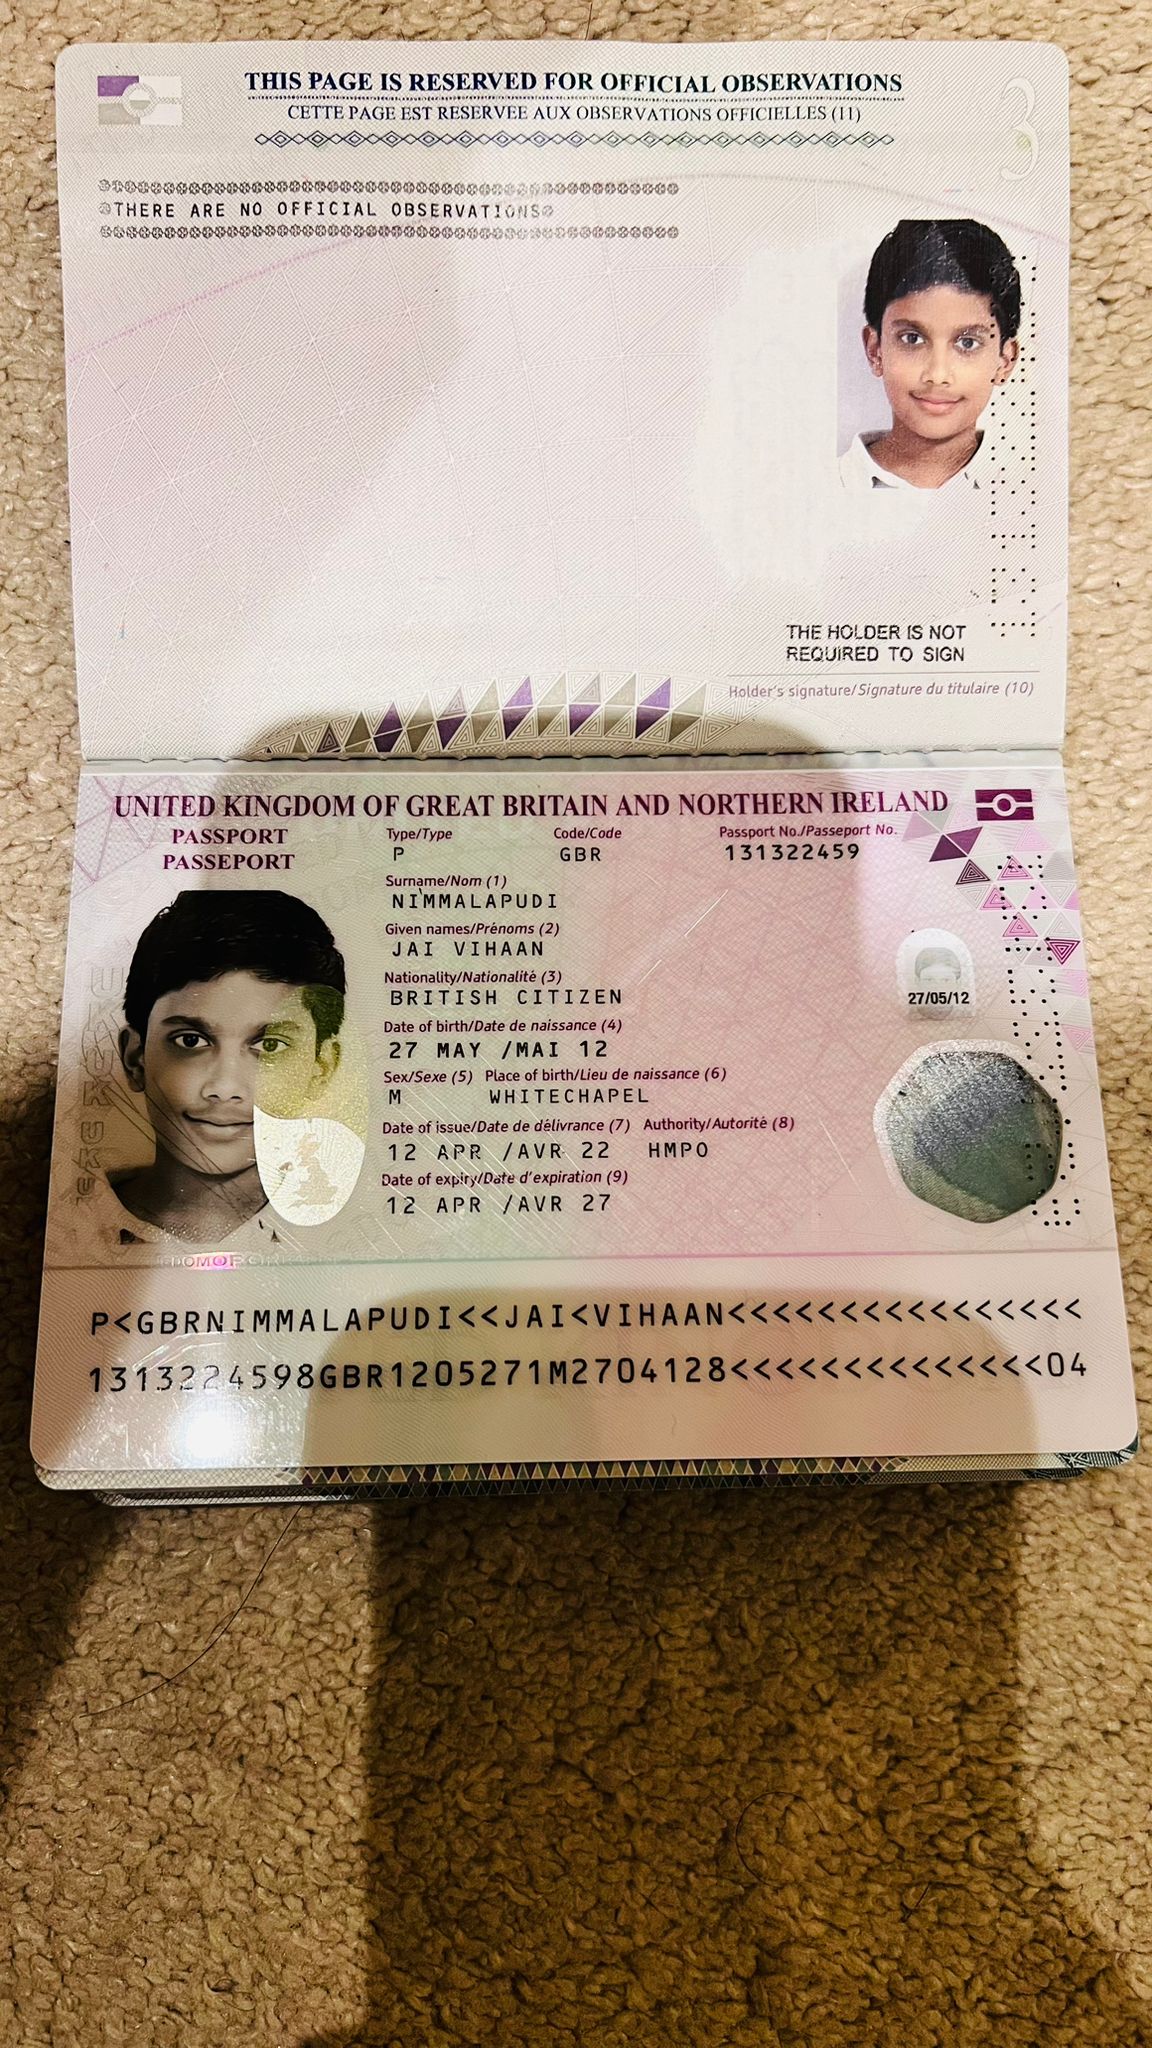 THIS PAGE IS RESERVED FOR OFFICIAL OBSERVATIONS
CETTE PAGE EST RESERVEE AUX OBSERVATIONS OFFICIELLES (11)
3
THERE ARE NO OFFICIAL OBSERVATIONS
THE HOLDER IS NOT
REQUIRED TO SIGN
Holder's signature/Signature du titulaire (10)
UNITED KINGDOM OF GREAT BRITAIN AND NORTHERN IRELAND
PASSPORT
PASSEPORT
Type/Type Code/Code Passport No./Passeport No.
P GBR 131322459
Surname/Nom (1)
NIMMALAPUDI
Given names/Prénoms (2)
JAI VIHAAN
Nationality/Nationalité (3)
BRITISH CITIZEN
27/05/12
Date of birth/Date de naissance (4)
27 MAY /MAI 12
Sex/Sexe (5) Place of birth/Lieu de naissance (6)
M WHITECHAPEL
Date of issue/Date de délivrance (7) Authority/Autorité (8)
12 APR /AVR 22 HMPO
Date of expiry/Date d'expiration (9)
12 APR /AVR 27
P<GBRNIMMALAPUDI<<JAI<VIHAAN<<<<<<<<<<<<<<<<
1313224598GBR1205271M2704128<<<<<<<<<<<<<<04